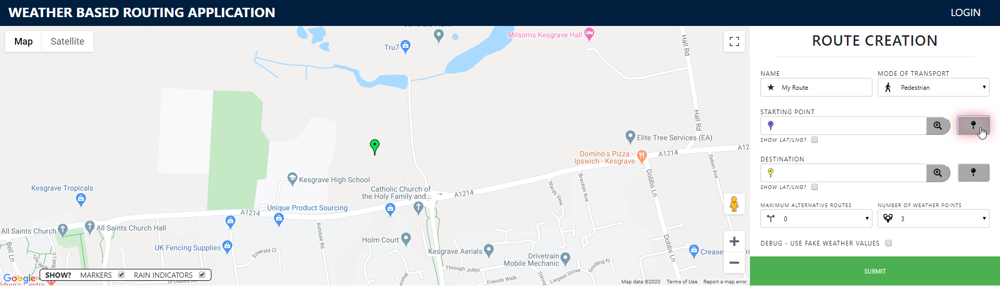 WEATHER BASED ROUTING APPLICATION
LOGIN
Map
Satellite
Tru7
Milsoms Kesgrave Hall
Hall Rd
Hall Rd
Elite Tree Services (EA)
Domino's Pizza -
Ipswich - Kesgrave
A1214
A12
Kesgrave High School
Kesgrave Tropicals
Catholic Church of
the Holy Family and...
A1214
Unique Product Sourcing
A1214
Wards View
Bracken Ave
Dobbs Ln
Deben Ave
All Saints Church
All Saints Church Hall
Ashdale Rd
Holm Court
UK Fencing Supplies
Emerald Cl
Kesgrave Aerials
Drivetrain
Mobile Mechanic
Dobbs Ln
Bell Ln
Bell Ln
The Walk
Through Jollys
Friends Walk
Largent Grove
Gostling Pl
Google
SHOW?
MARKERS
RAIN INDICATORS
Map data ©2020
Terms of Use
Report a map error
ROUTE CREATION
NAME
MODE OF TRANSPORT
My Route
Pedestrian
STARTING POINT
SHOW LAT/LNG?
DESTINATION
SHOW LAT/LNG?
MAXIMUM ALTERNATIVE ROUTES
NUMBER OF WEATHER POINTS
0
3
DEBUG - USE FAKE WEATHER VALUES
SUBMIT